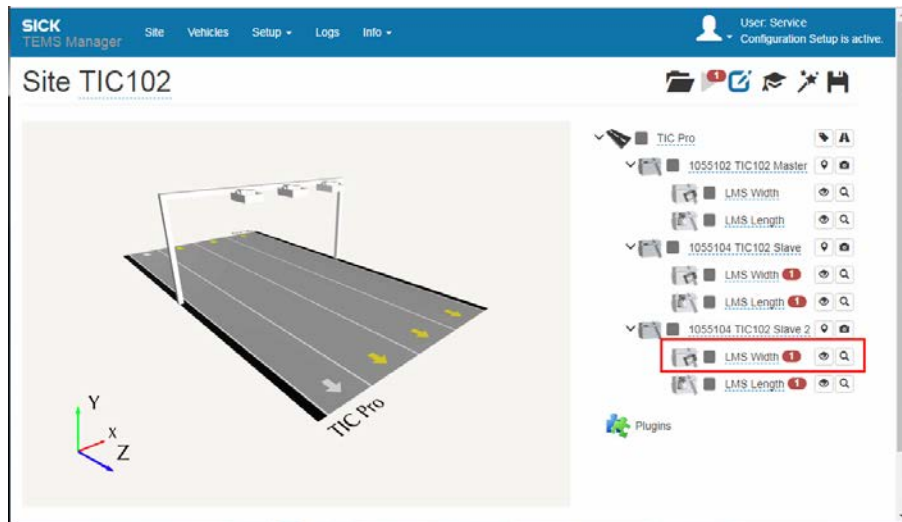 SICK
TEMS Manager
Site Vehicles Setup Logs Info
User: Service
Configuration Setup is active.
Site TIC102
1
TIC Pro
1055102 TIC102 Master
LMS Width
LMS Length
1055104 TIC102 Slave
LMS Width 1
LMS Length 1
1055104 TIC102 Slave 2
LMS Width 1
LMS Length 1
Plugins
TIC Pro
Y
X
Z